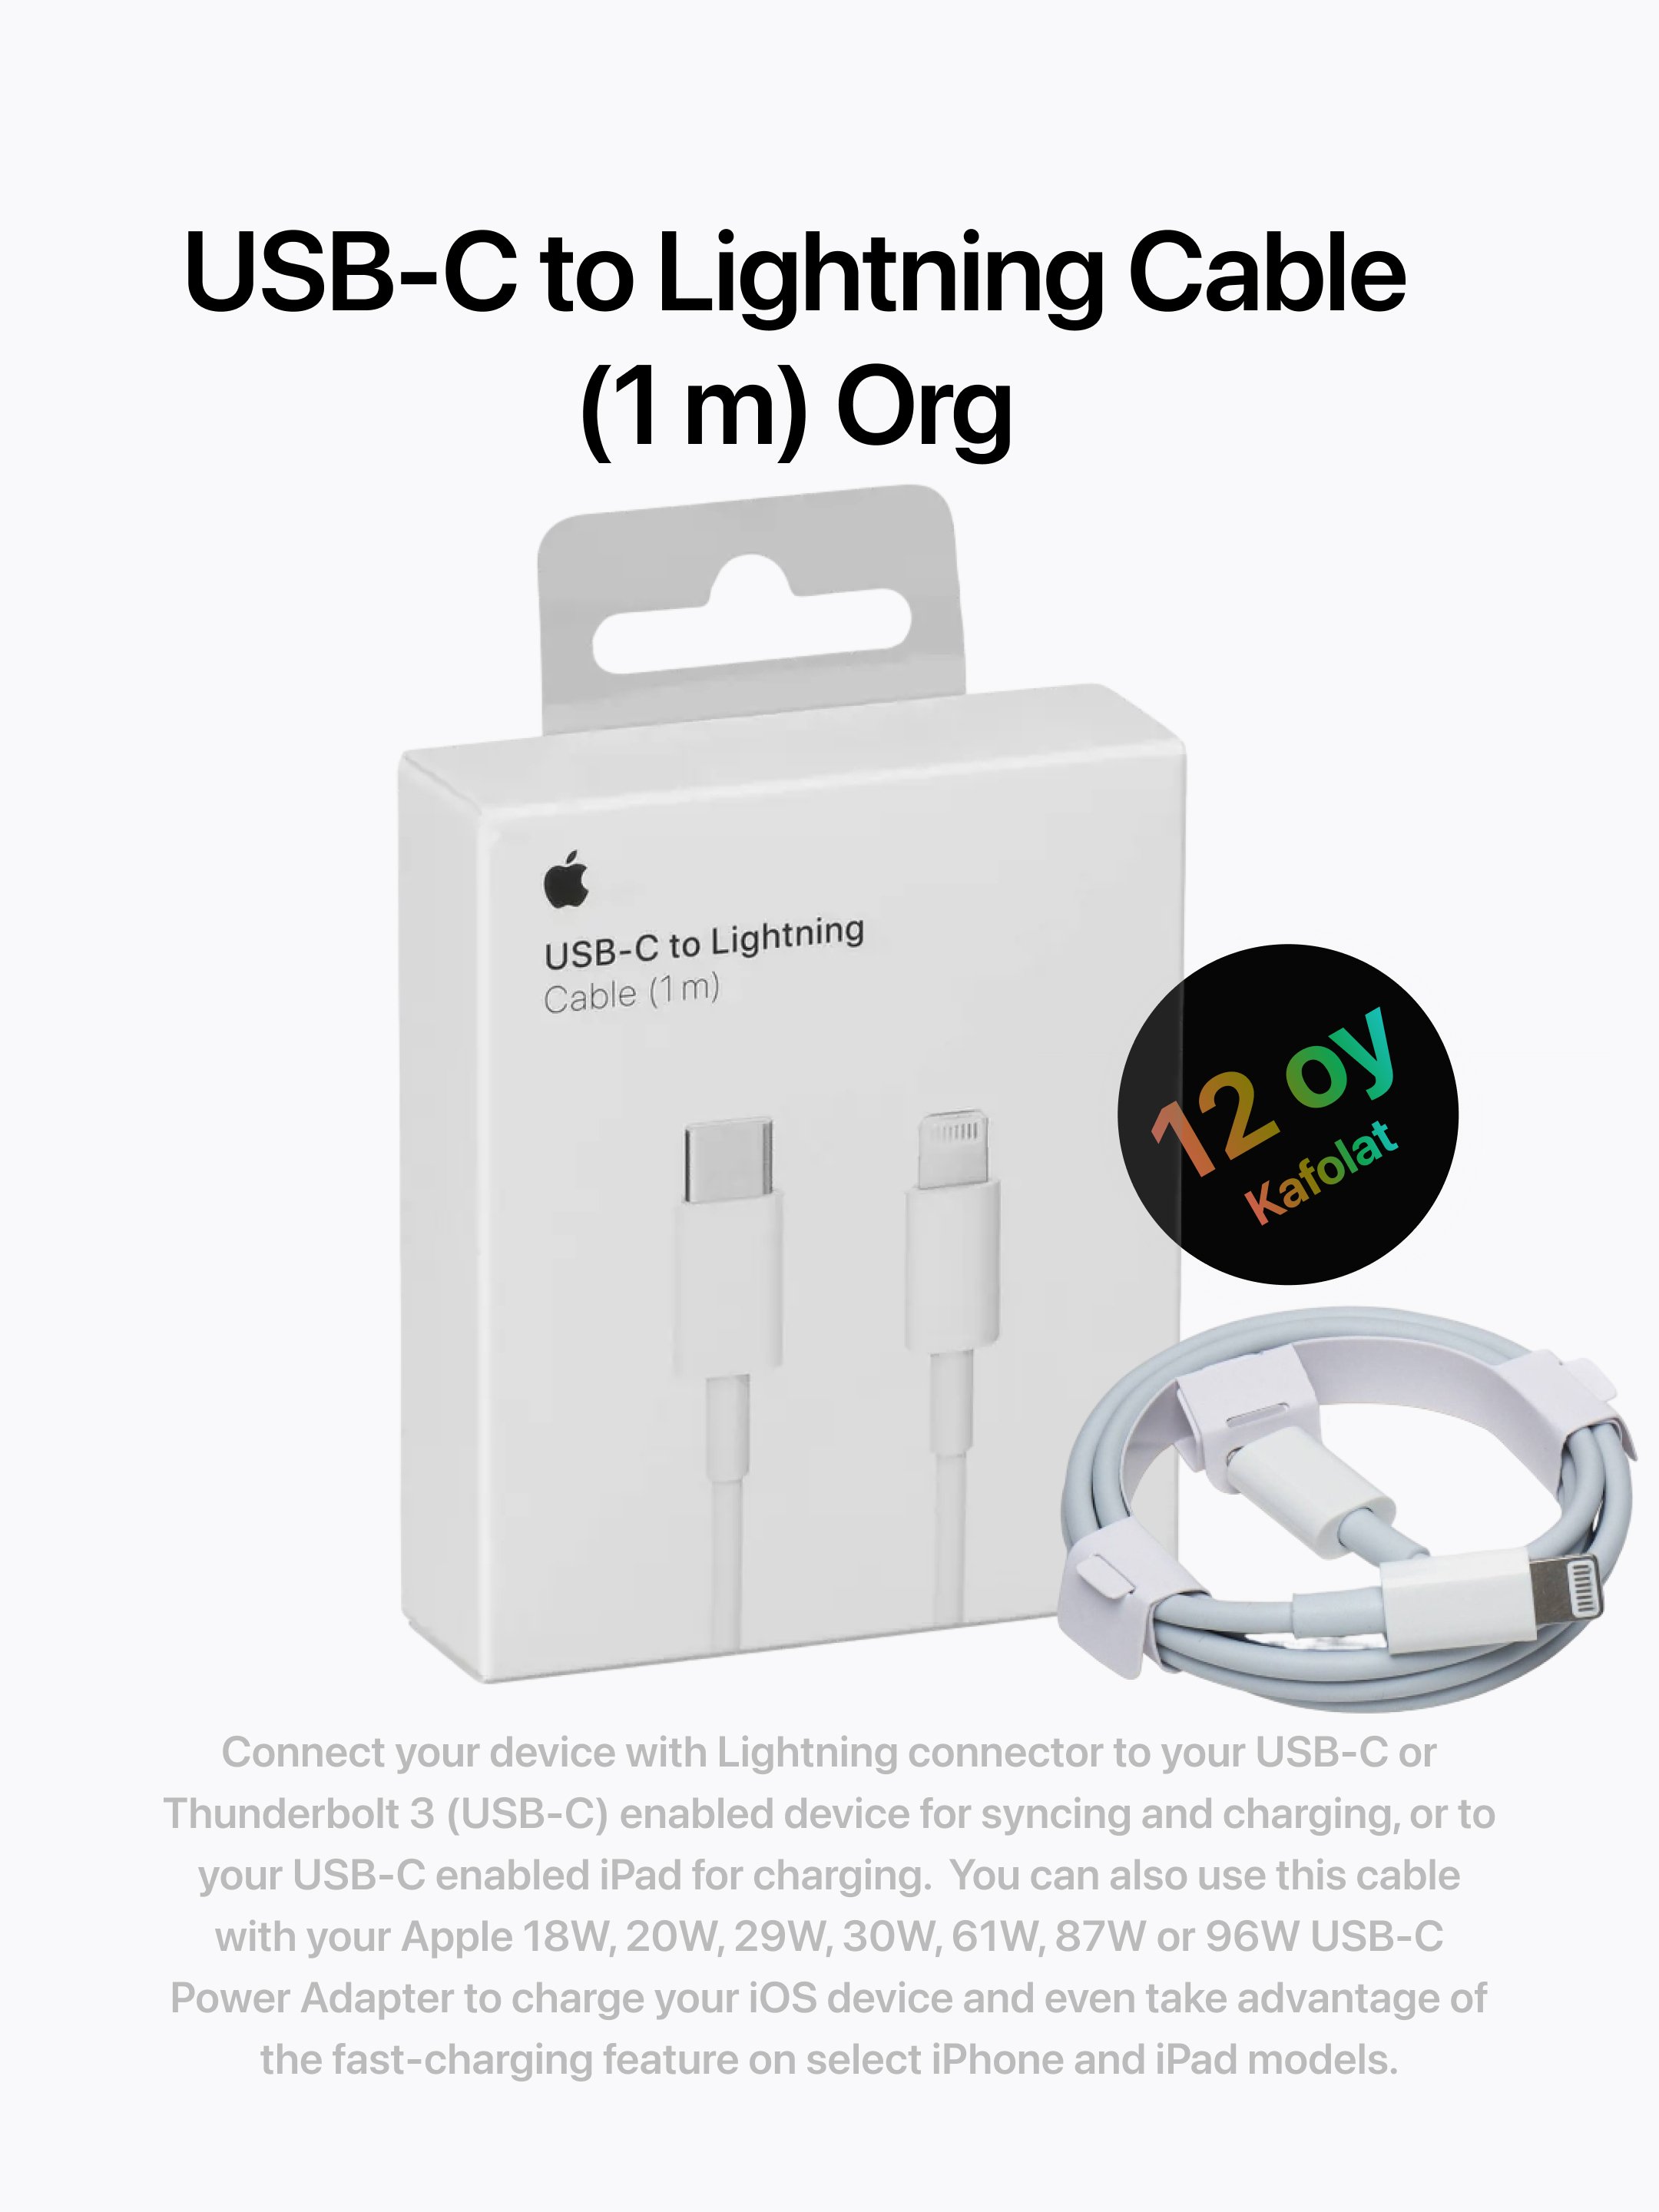 USB-C to Lightning Cable
(1 m) Org
USB-C to Lightning
Cable (1 m)
12 oy
Kafolat
Connect your device with Lightning connector to your USB-C or
Thunderbolt 3 (USB-C) enabled device for syncing and charging, or to
your USB-C enabled iPad for charging. You can also use this cable
with your Apple 18W, 20W, 29W, 30W, 61W, 87W or 96W USB-C
Power Adapter to charge your iOS device and even take advantage of
the fast-charging feature on select iPhone and iPad models.